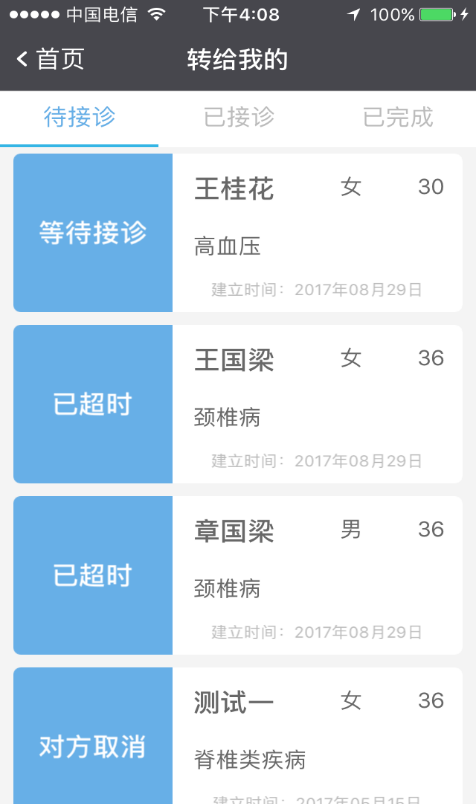 中国电信 下午4:08 100%
首页 转给我的
待接诊 已接诊 已完成
等待接诊
王桂花 女 30
高血压
建立时间：2017年08月29日
已超时
王国梁 女 36
颈椎病
建立时间：2017年08月29日
已超时
章国梁 男 36
颈椎病
建立时间：2017年08月29日
对方取消
测试一 女 36
脊椎类疾病
建立时间：2017年05月15日